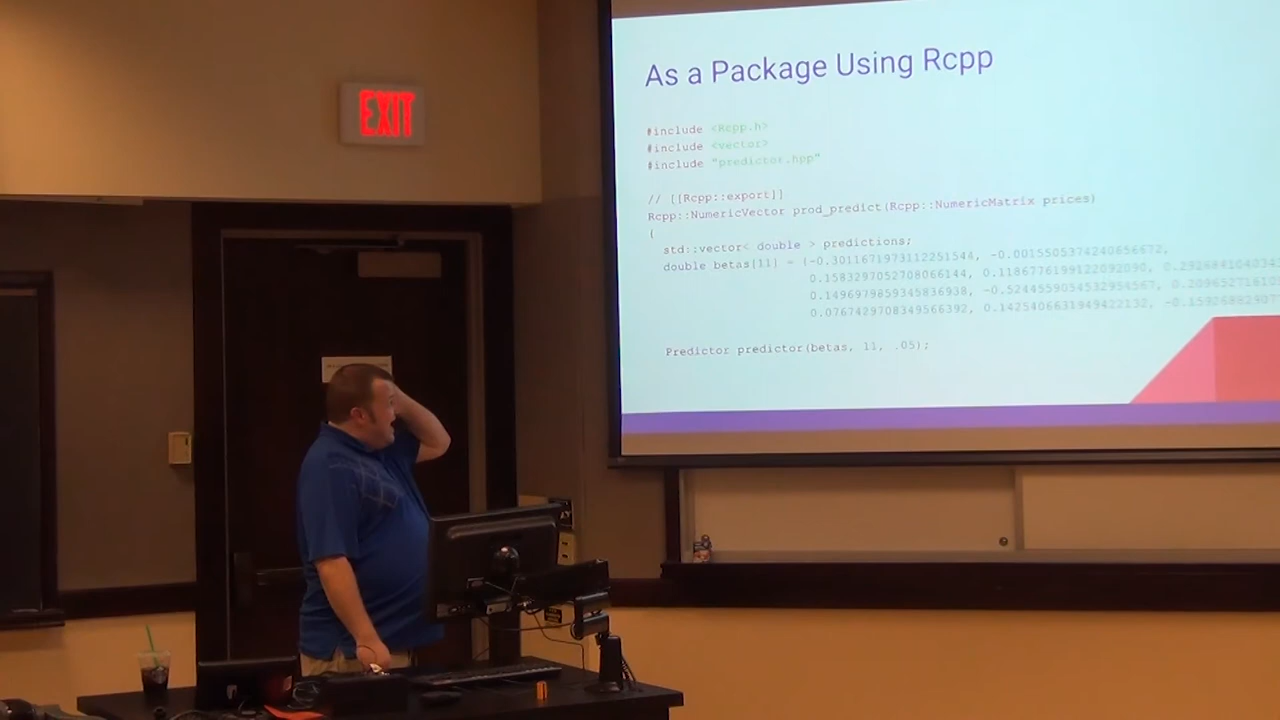 EXIT
As a Package Using Rcpp
#include <Rcpp.h>
#include <vector>
#include "predictor.hpp"
// [[Rcpp::export]]
Rcpp::NumericVector prod_predict(Rcpp::NumericMatrix prices)
{
std::vector< double > predictions;
double betas[11] = {-0.3011671973112251544, -0.0015505374240656672,
0.1583297052708066144, 0.1186776199122092090,
0.1496979859345836938, -0.5244559034532954567,
0.0767429708349566392, 0.1425406631949422132,
Predictor predictor(betas, 11, .05);